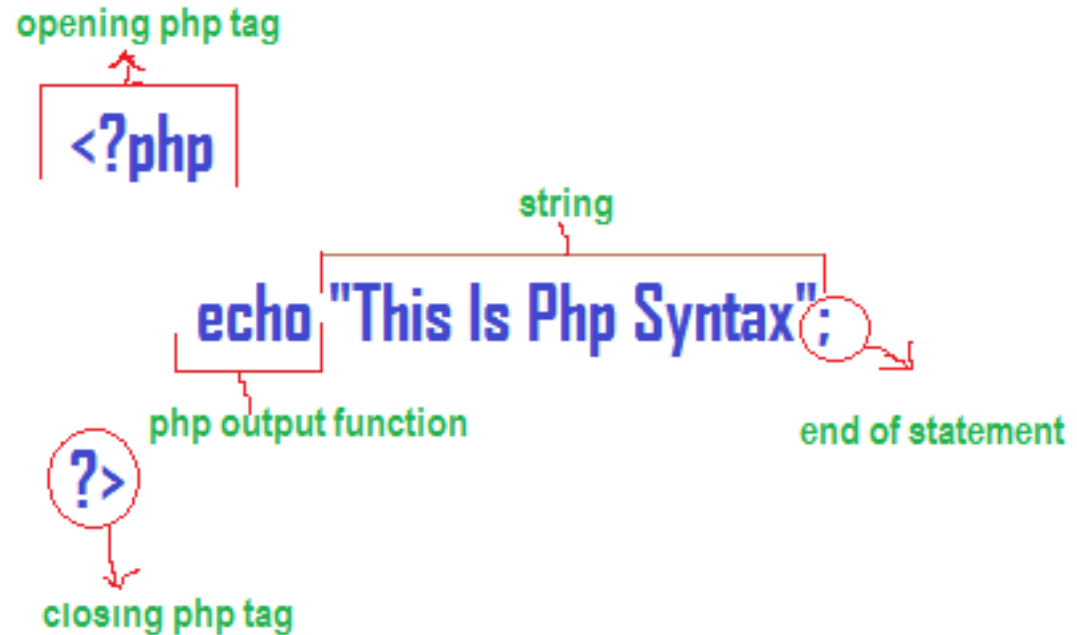 opening php tag
<?php
string
echo "This Is Php Syntax";
php output function
end of statement
?>
closing php tag